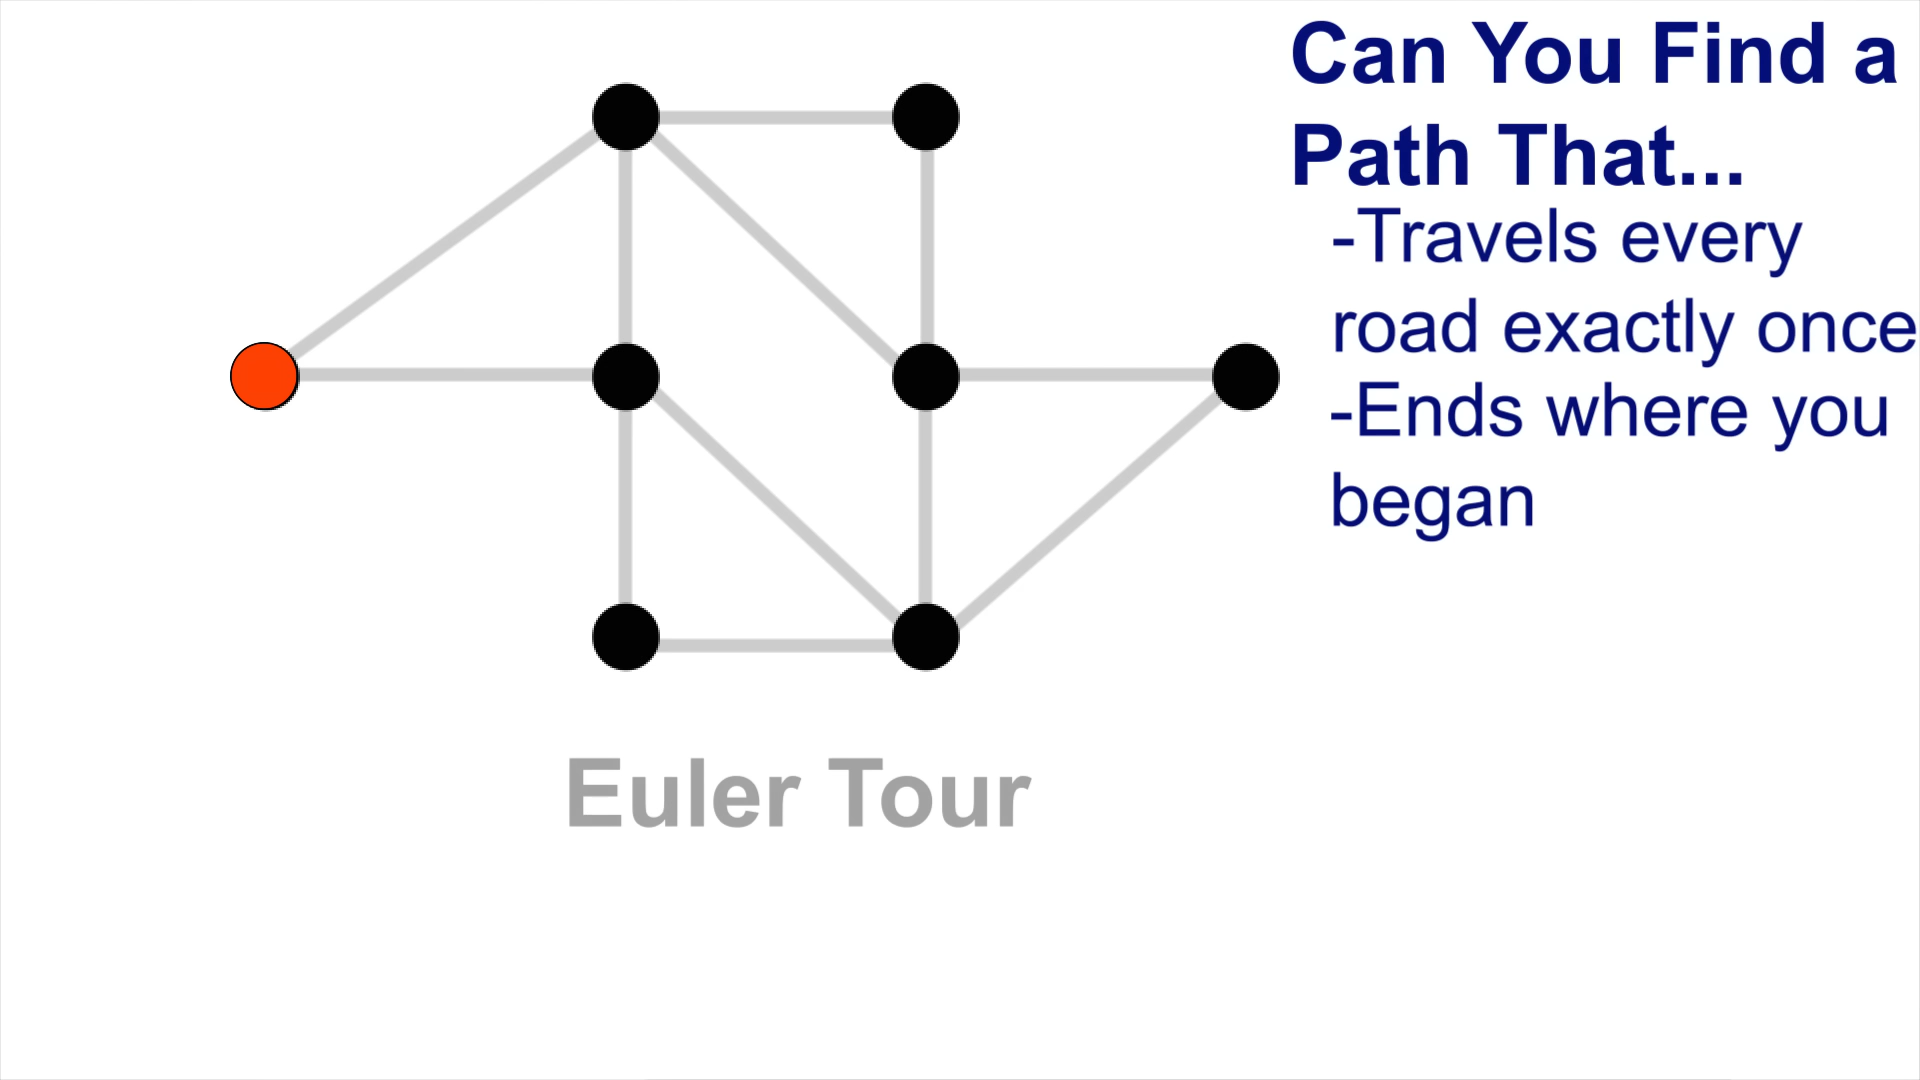 Can You Find a
Path That...
-Travels every
road exactly once
-Ends where you
began
Euler Tour